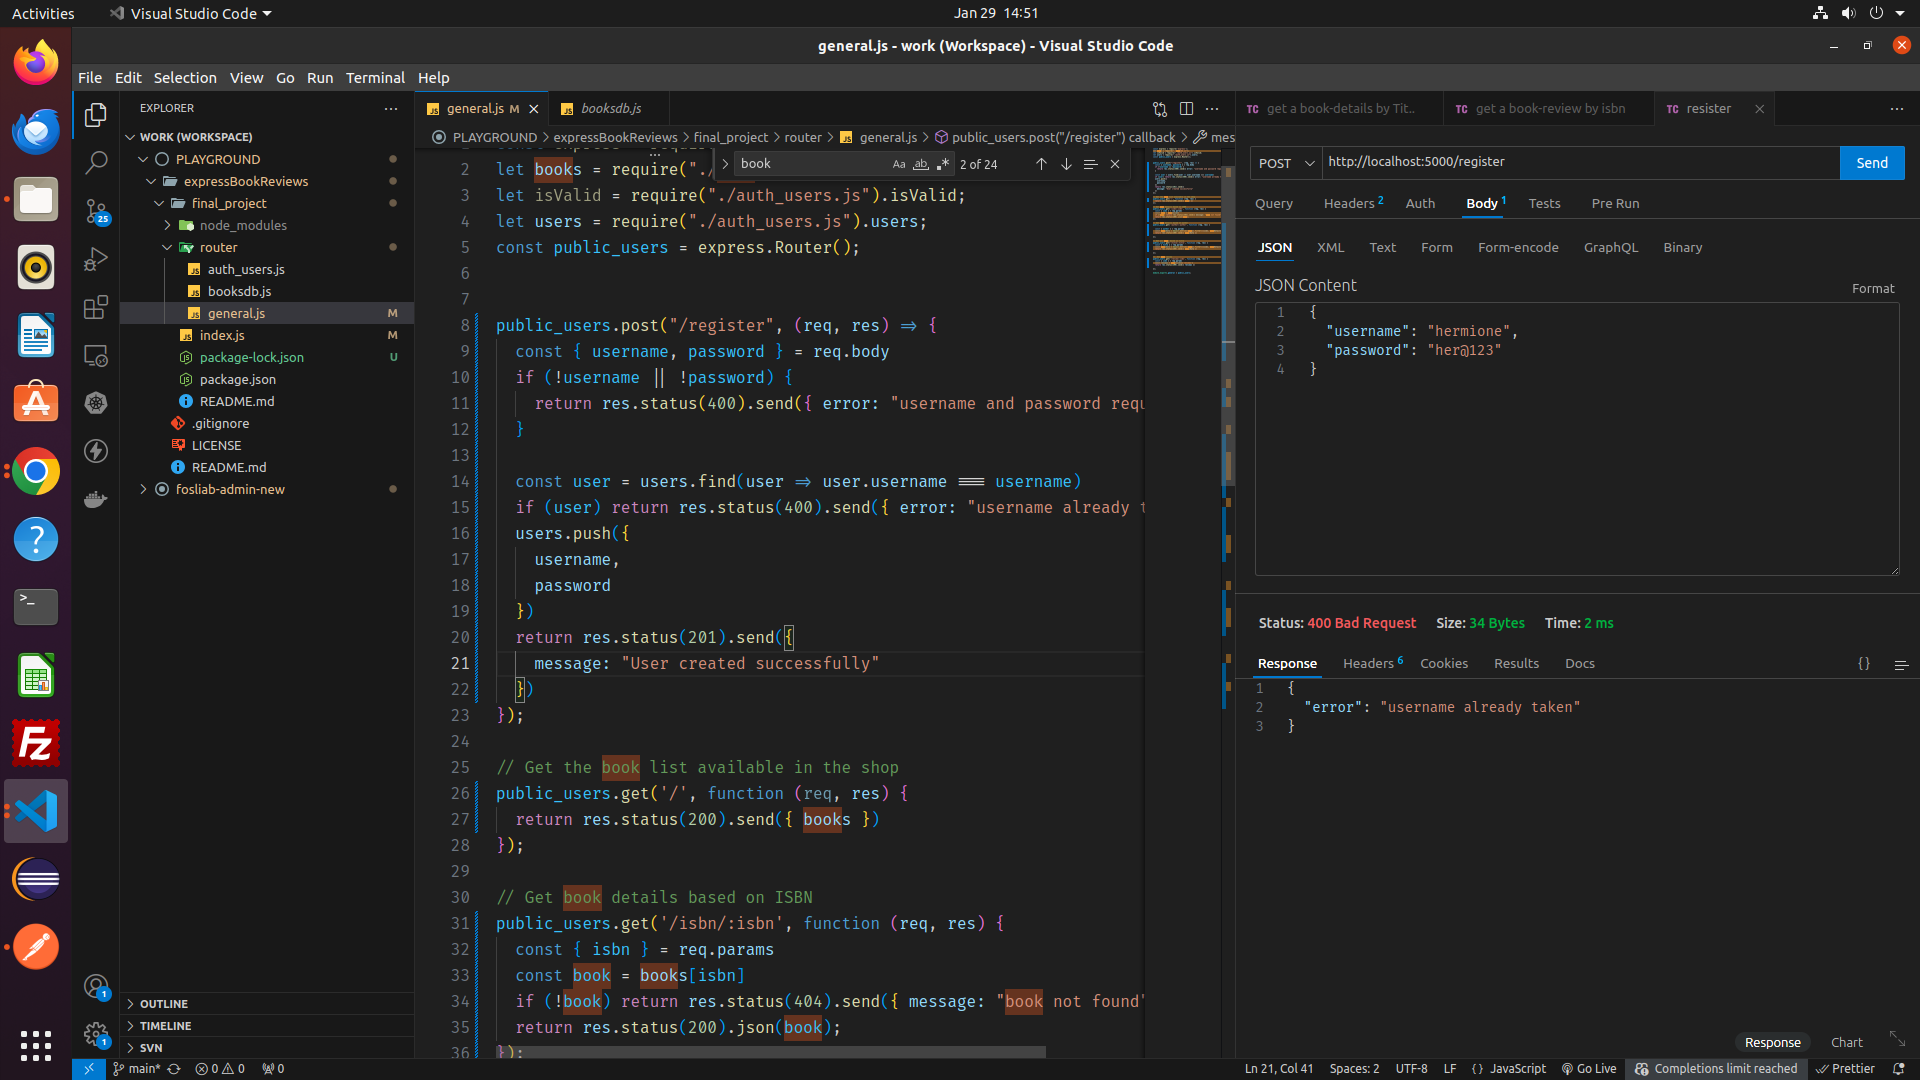 Activities
Visual Studio Code
Jan 29 14:51
general.js - work (Workspace) - Visual Studio Code
File Edit Selection View Go Run Terminal Help
EXPLORER
WORK (WORKSPACE)
PLAYGROUND
expressBookReviews
final_project
node_modules
router
auth_users.js
booksdb.js
general.js M
index.js M
package-lock.json U
package.json
README.md
.gitignore
LICENSE
README.md
fosliab-admin-new
OUTLINE
TIMELINE
SVN
25
1
1
general.js M
booksdb.js
PLAYGROUND > expressBookReviews > final_project > router > general.js > public_users.post("/register") callback > mes
book
Aa ab .* 2 of 24
2 let books = require("./
3 let isValid = require("./auth_users.js").isValid;
4 let users = require("./auth_users.js").users;
5 const public_users = express.Router();
6
7
8 public_users.post("/register", (req, res) => {
9 const { username, password } = req.body
10 if (!username || !password) {
11 return res.status(400).send({ error: "username and password requ
12 }
13
14 const user = users.find(user => user.username === username)
15 if (user) return res.status(400).send({ error: "username already t
16 users.push({
17 username,
18 password
19 })
20 return res.status(201).send({
21 message: "User created successfully"
22 })
23 });
24
25 // Get the book list available in the shop
26 public_users.get('/', function (req, res) {
27 return res.status(200).send({ books })
28 });
29
30 // Get book details based on ISBN
31 public_users.get('/isbn/:isbn', function (req, res) {
32 const { isbn } = req.params
33 const book = books[isbn]
34 if (!book) return res.status(404).send({ message: "book not found"
35 return res.status(200).json(book);
36 });
TC get a book-details by Tit..
TC get a book-review by isbn
TC resister
POST
http://localhost:5000/register
Send
Query Headers 2 Auth Body 1 Tests Pre Run
JSON XML Text Form Form-encode GraphQL Binary
JSON Content
Format
1 {
2 "username": "hermione",
3 "password": "her@123"
4 }
Status: 400 Bad Request Size: 34 Bytes Time: 2 ms
Response Headers 6 Cookies Results Docs
{}
1 {
2 "error": "username already taken"
3 }
Response Chart
main* 0 0 0
Ln 21, Col 41 Spaces: 2 UTF-8 LF {} JavaScript Go Live Completions limit reached Prettier